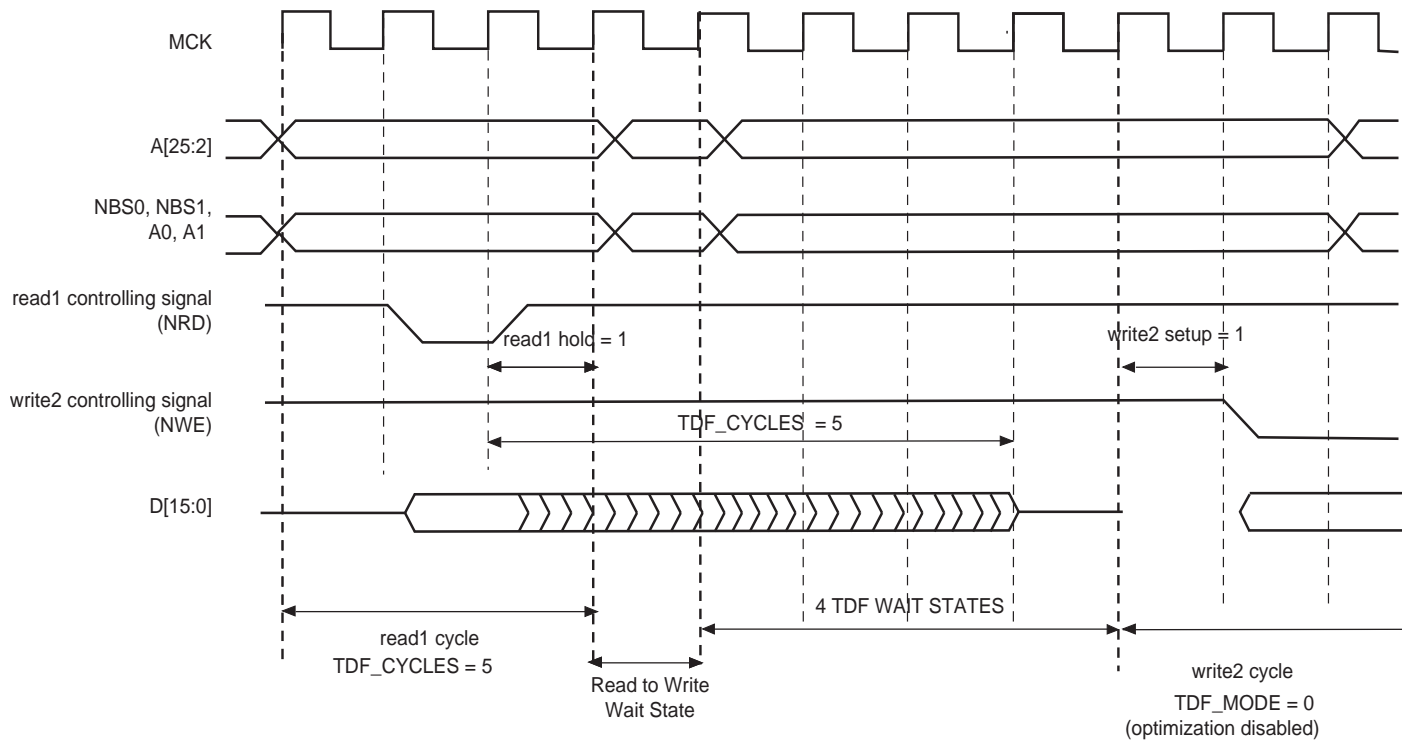 MCK
A[25:2]
NBS0, NBS1,
A0, A1
read1 controlling signal
(NRD)
read1 hold = 1
write2 setup = 1
write2 controlling signal
(NWE)
TDF_CYCLES = 5
D[15:0]
4 TDF WAIT STATES
read1 cycle
TDF_CYCLES = 5
Read to Write
Wait State
write2 cycle
TDF_MODE = 0
(optimization disabled)